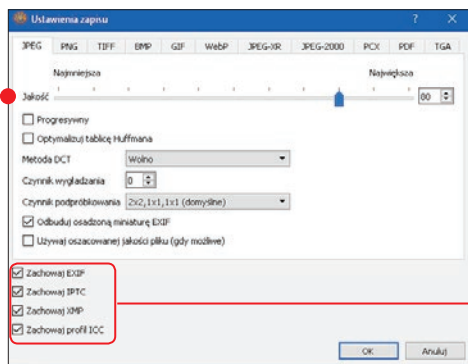 Ustawienia zapisu
JPEG PNG TIFF BMP GIF WebP JPEG-XR JPEG-2000 PCX PDF TGA
Najmniejsza Największa
Jakość 80
Progresywny
Optymalizuj tablicę Huffmana
Metoda DCT Wolno
Czynnik wygładzania 0
Czynnik podpróbkowania 2x2,1x1,1x1 (domyślne)
Odbuduj osadzoną miniaturę EXIF
Używaj oszacowanej jakości pliku (gdy możliwe)
Zachowaj EXIF
Zachowaj IPTC
Zachowaj XMP
Zachowaj profil ICC
OK Anuluj